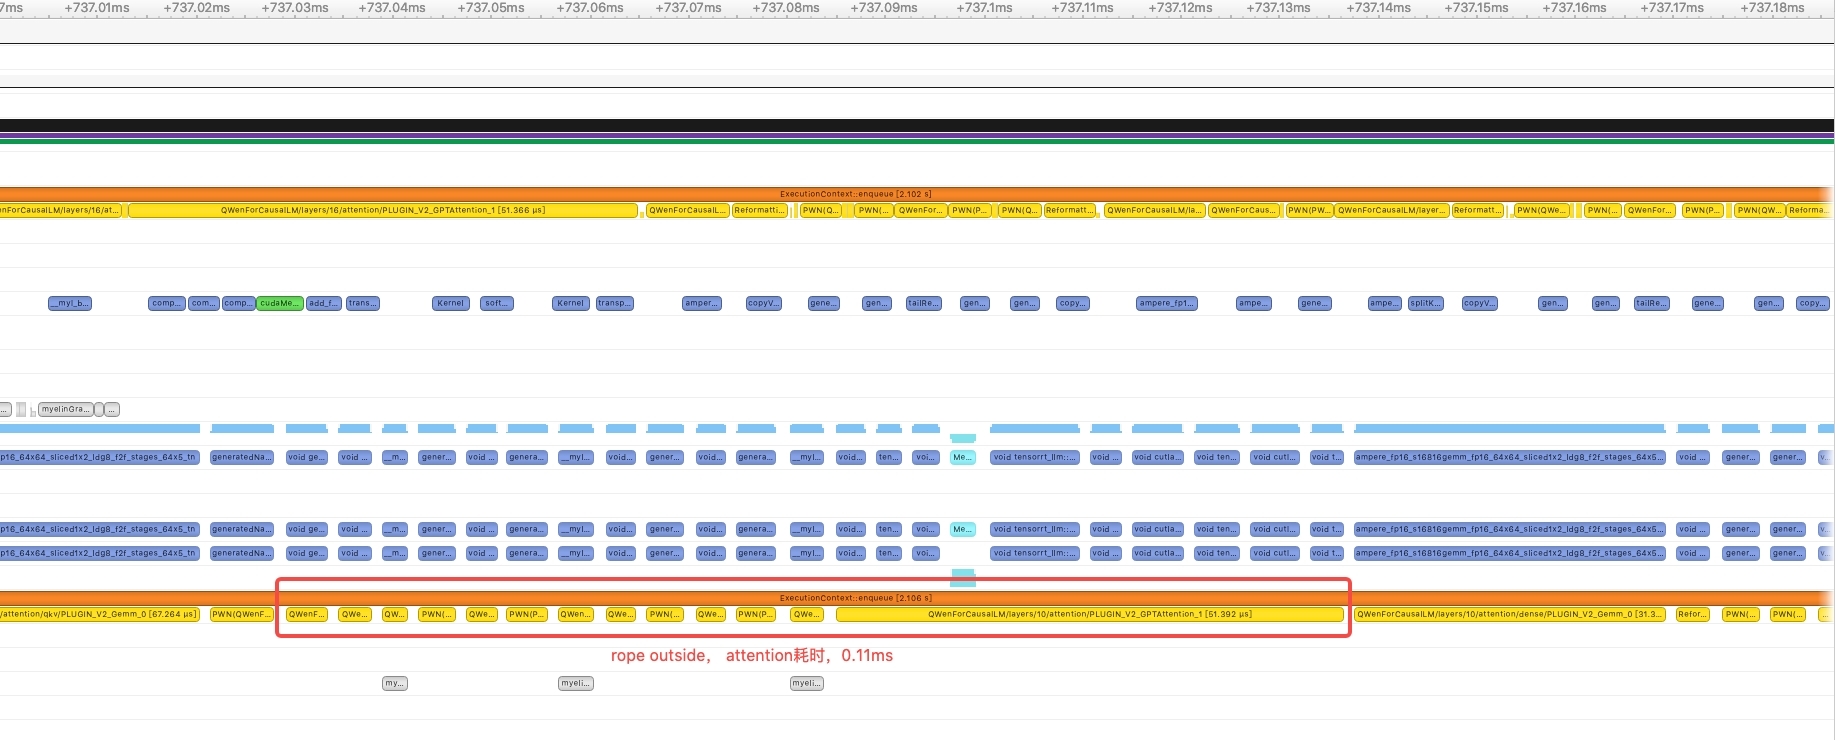 7ms +737.01ms +737.02ms +737.03ms +737.04ms +737.05ms +737.06ms +737.07ms +737.08ms +737.09ms +737.1ms +737.11ms +737.12ms +737.13ms +737.14ms +737.15ms +737.16ms +737.17ms +737.18ms
ExecutionContext::enqueue [2.102 s]
nForCausalLM/layers/16/at... QWenForCausalLM/layers/16/attention/PLUGIN_V2_GPTAttention_1 [51.366 μs] QWenForCausalL... Reformatti... PWN(Q... PWN(... QWenFor... PWN(P... PWN(Q... Reformatt... QWenForCausalLM/la... QWenForCaus... PWN(PW... QWenForCausalLM/layer... Reformatt... PWN(QWe... PWN(... QWenFor... PWN(P... PWN(QW... Reforma...
__myl_b... comp... com... comp... cudaMe... add_f... trans... Kernel soft... Kernel transp... amper... copyV... gene... gen... tailRe... gen... gen... copy... ampere_fp1... ampe... gene... ampe... splitK... copyV... gen... gen... tailRe... gene... gen... copy...
... myelinGra... ...
p16_64x64_sliced1x2_ldg8_f2f_stages_64x5_tn generatedNa... void ge... void ... __m... gener... void ... genera... __myl... void... gener... void... genera... __myl... void... ten... voi... Me... void tensorrt_llm::... void ... void cutla... void ten... void cutl... void t... ampere_fp16_s16816gemm_fp16_64x64_sliced1x2_ldg8_f2f_stages_64x5... void ... gener... gener... v...
p16_64x64_sliced1x2_ldg8_f2f_stages_64x5_tn generatedNa... void ge... void ... __m... gener... void ... genera... __myl... void... gener... void... genera... __myl... void... ten... voi... Me... void tensorrt_llm::... void ... void cutla... void ten... void cutl... void t... ampere_fp16_s16816gemm_fp16_64x64_sliced1x2_ldg8_f2f_stages_64x5... void ... gener... gener... v...
p16_64x64_sliced1x2_ldg8_f2f_stages_64x5_tn generatedNa... void ge... void ... __m... gener... void ... genera... __myl... void... gener... void... genera... __myl... void... ten... voi... void tensorrt_llm::... void ... void cutla... void ten... void cutl... void t... ampere_fp16_s16816gemm_fp16_64x64_sliced1x2_ldg8_f2f_stages_64x5... void ... gener... gener... v...
ExecutionContext::enqueue [2.106 s]
/attention/qkv/PLUGIN_V2_Gemm_0 [67.264 μs] PWN(QWenF... QWenF... QWe... QW... PWN(... QWe... PWN(P... QWen... QWe... PWN(... QWe... PWN(P... QWe... QWenForCausalLM/layers/10/attention/PLUGIN_V2_GPTAttention_1 [51.392 μs] QWenForCausalLM/layers/10/attention/dense/PLUGIN_V2_Gemm_0 [31.3... Refor... PWN(... PWN(... ...
rope outside， attention耗时，0.11ms
my... myeli... myeli...